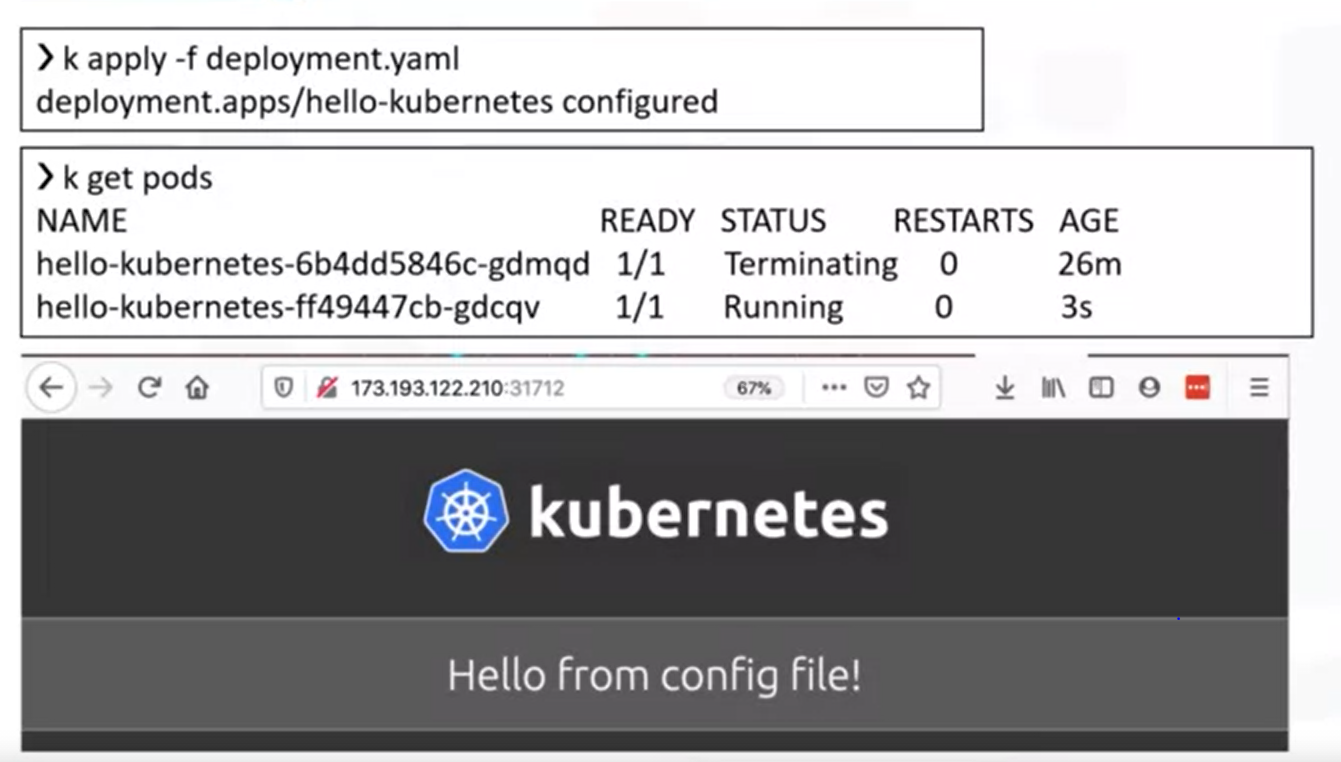 ❯ k apply -f deployment.yaml
deployment.apps/hello-kubernetes configured
❯ k get pods
NAME READY STATUS RESTARTS AGE
hello-kubernetes-6b4dd5846c-gdmqd 1/1 Terminating 0 26m
hello-kubernetes-ff49447cb-gdcqv 1/1 Running 0 3s
173.193.122.210:31712 67%
kubernetes
Hello from config file!